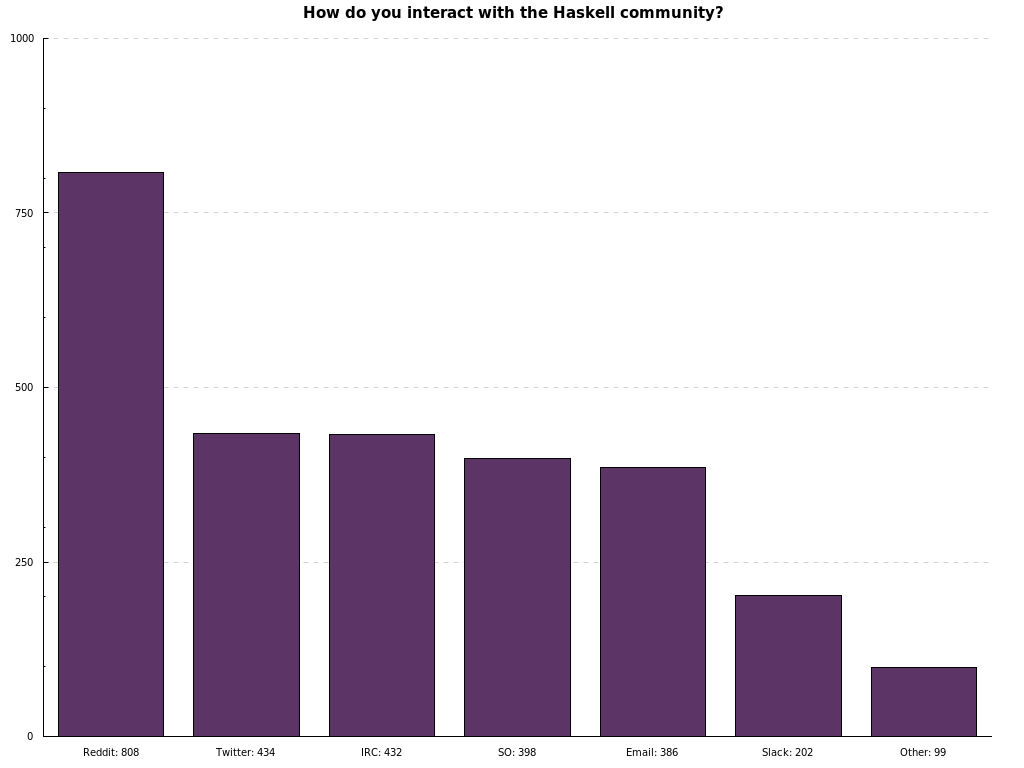 How do you interact with the Haskell community?
1000
750
500
250
0
Reddit: 808 Twitter: 434 IRC: 432 SO: 398 Email: 386 Slack: 202 Other: 99